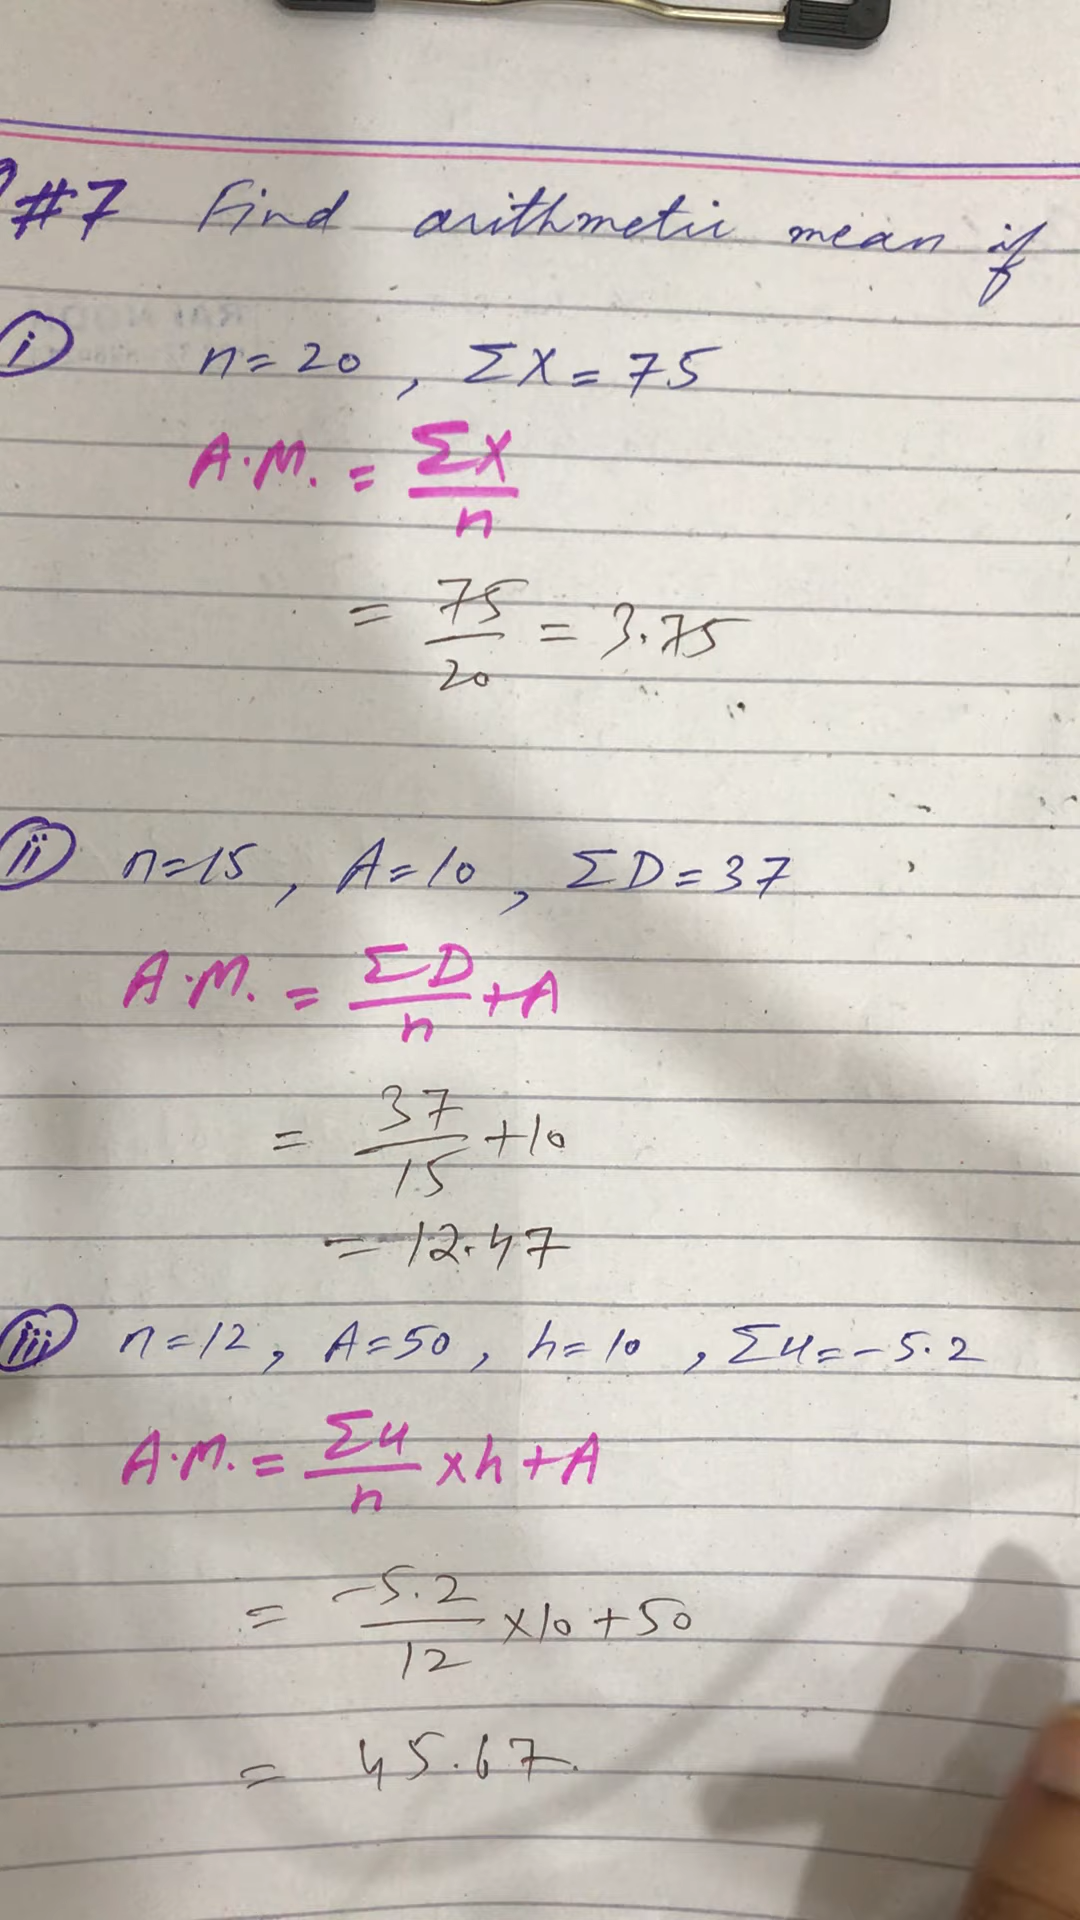 #7 Find arithmetic mean if
i n=20, ΣX=75
A.M. = ΣX/n
= 75/20 = 3.75
ii n=15, A=10, ΣD=37
A.M. = ΣD/n +A
= 37/15 +10
= 12.47
iii n=12, A=50, h=10, Σu=-5.2
A.M. = Σu/n ×h+A
= -5.2/12 ×10+50
= 45.67